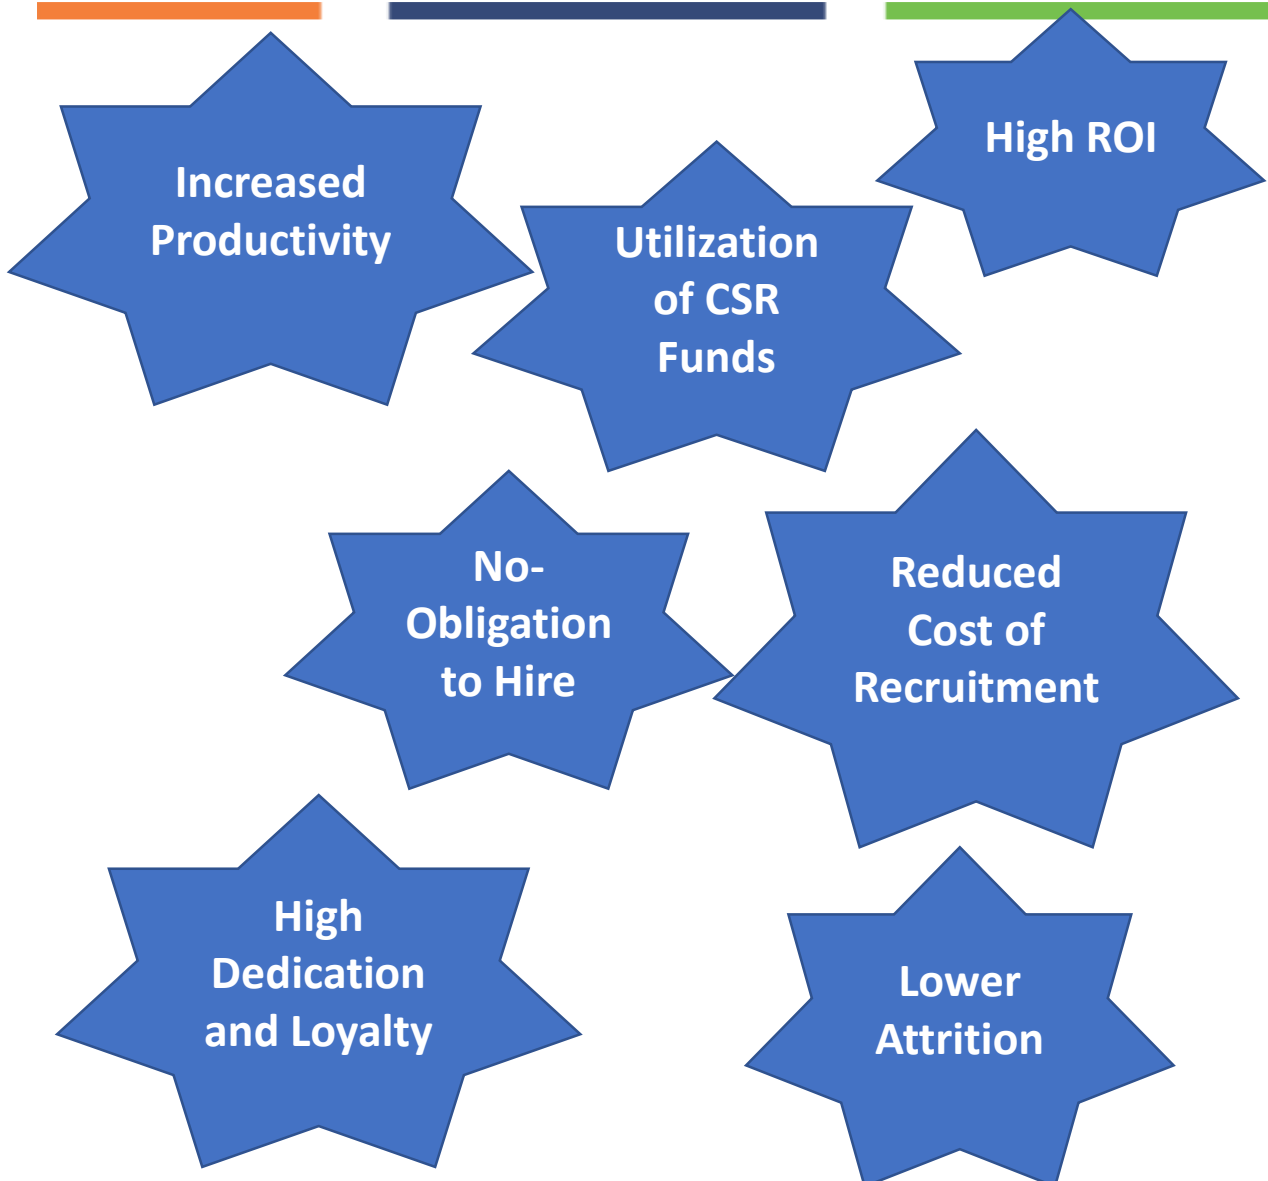 Increased
Productivity
High ROI
Utilization
of CSR
Funds
No-
Obligation
to Hire
Reduced
Cost of
Recruitment
High
Dedication
and Loyalty
Lower
Attrition